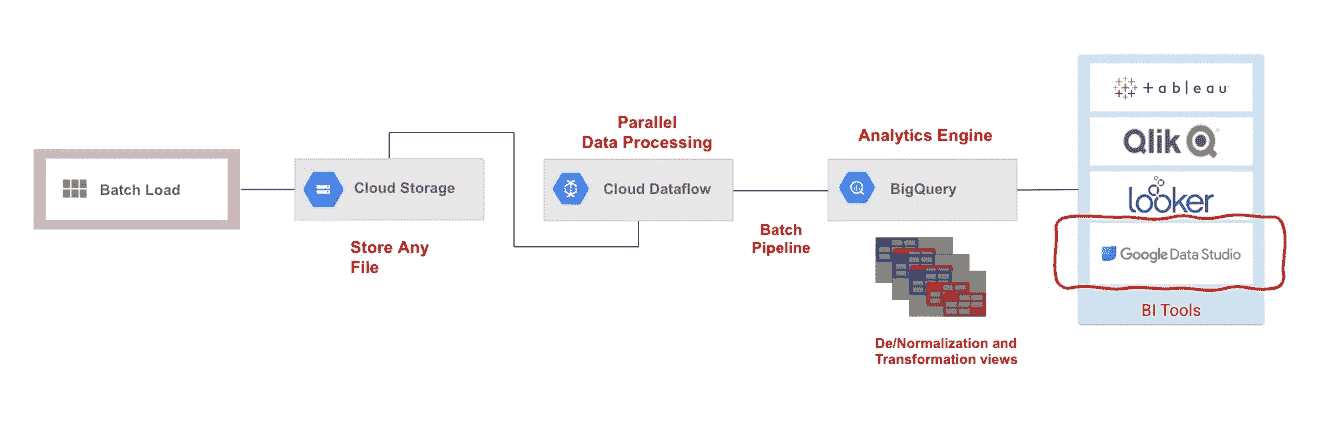 Batch Load
Cloud Storage
Store Any
File
Parallel
Data Processing
Cloud Dataflow
Batch
Pipeline
Analytics Engine
BigQuery
De/Normalization and
Transformation views
+ableau
Qlik
looker
Google Data Studio
BI Tools